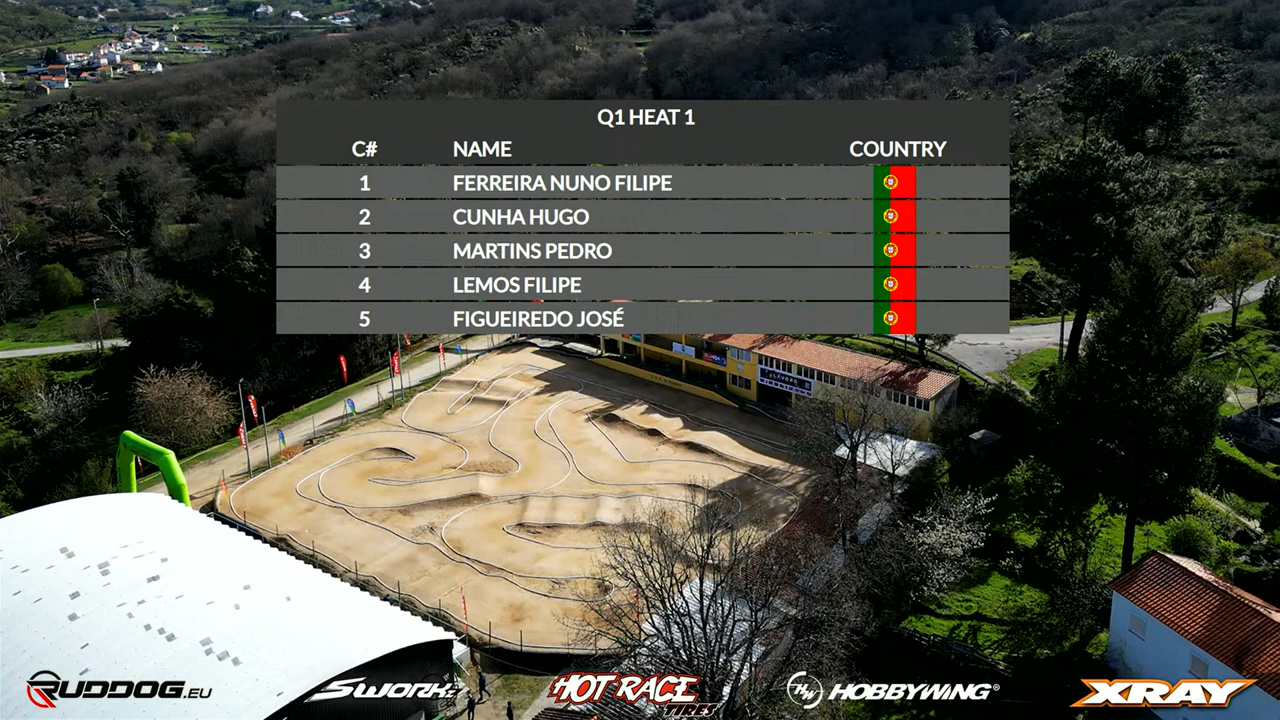 Q1 HEAT 1
C# NAME COUNTRY
1 FERREIRA NUNO FILIPE
2 CUNHA HUGO
3 MARTINS PEDRO
4 LEMOS FILIPE
5 FIGUEIREDO JOSÉ
RUDDOG.EU SWORKz HOT RACE TIRES HW HOBBYWING® XRAY